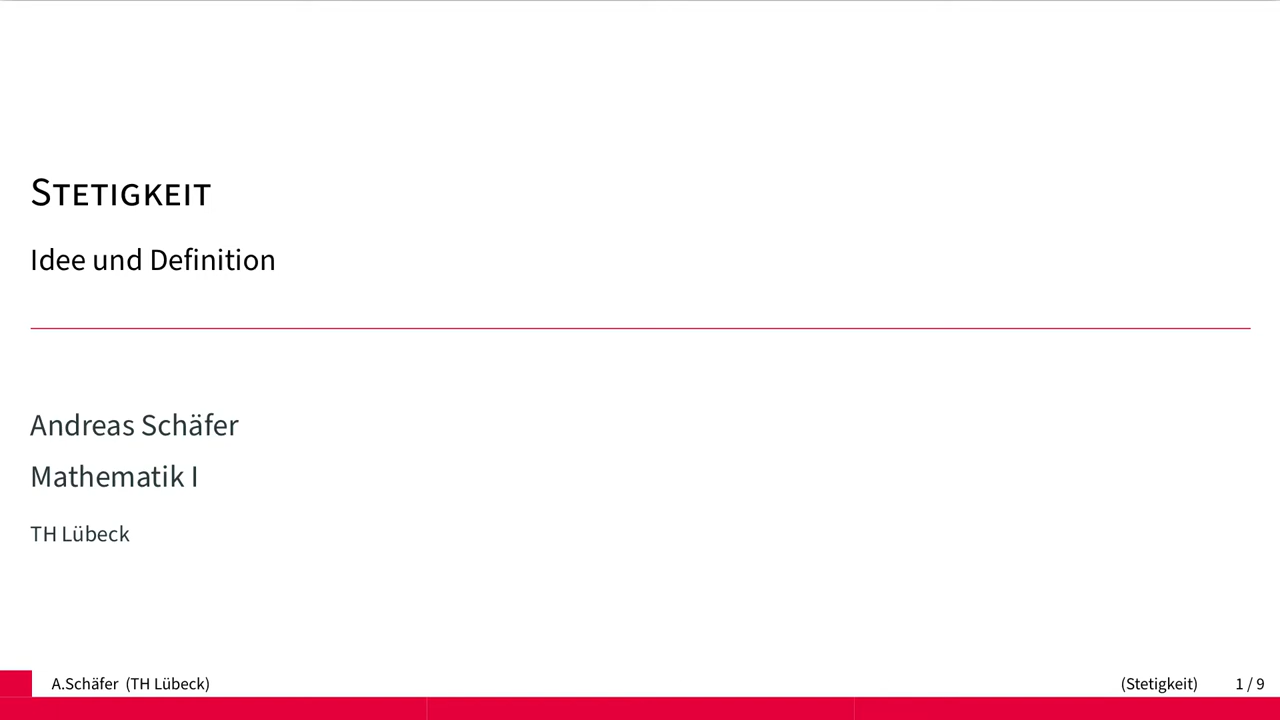 Stetigkeit
Idee und Definition
Andreas Schäfer
Mathematik I
TH Lübeck
A.Schäfer (TH Lübeck) (Stetigkeit) 1 / 9